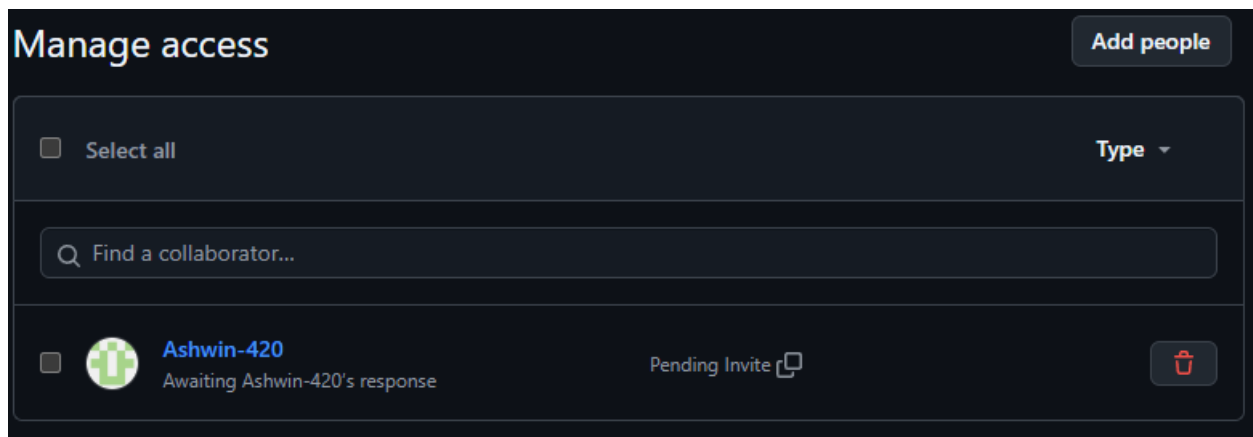 Manage access
Add people
Select all
Type
Find a collaborator...
Ashwin-420
Awaiting Ashwin-420's response
Pending Invite